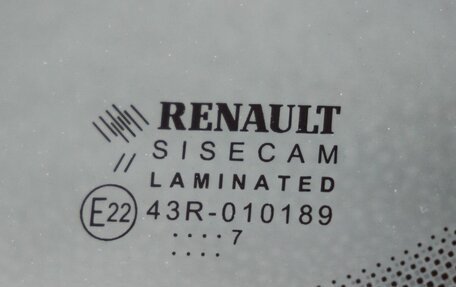 RENAULT
SISECAM
//
LAMINATED
E22 43R-010189
....7
....